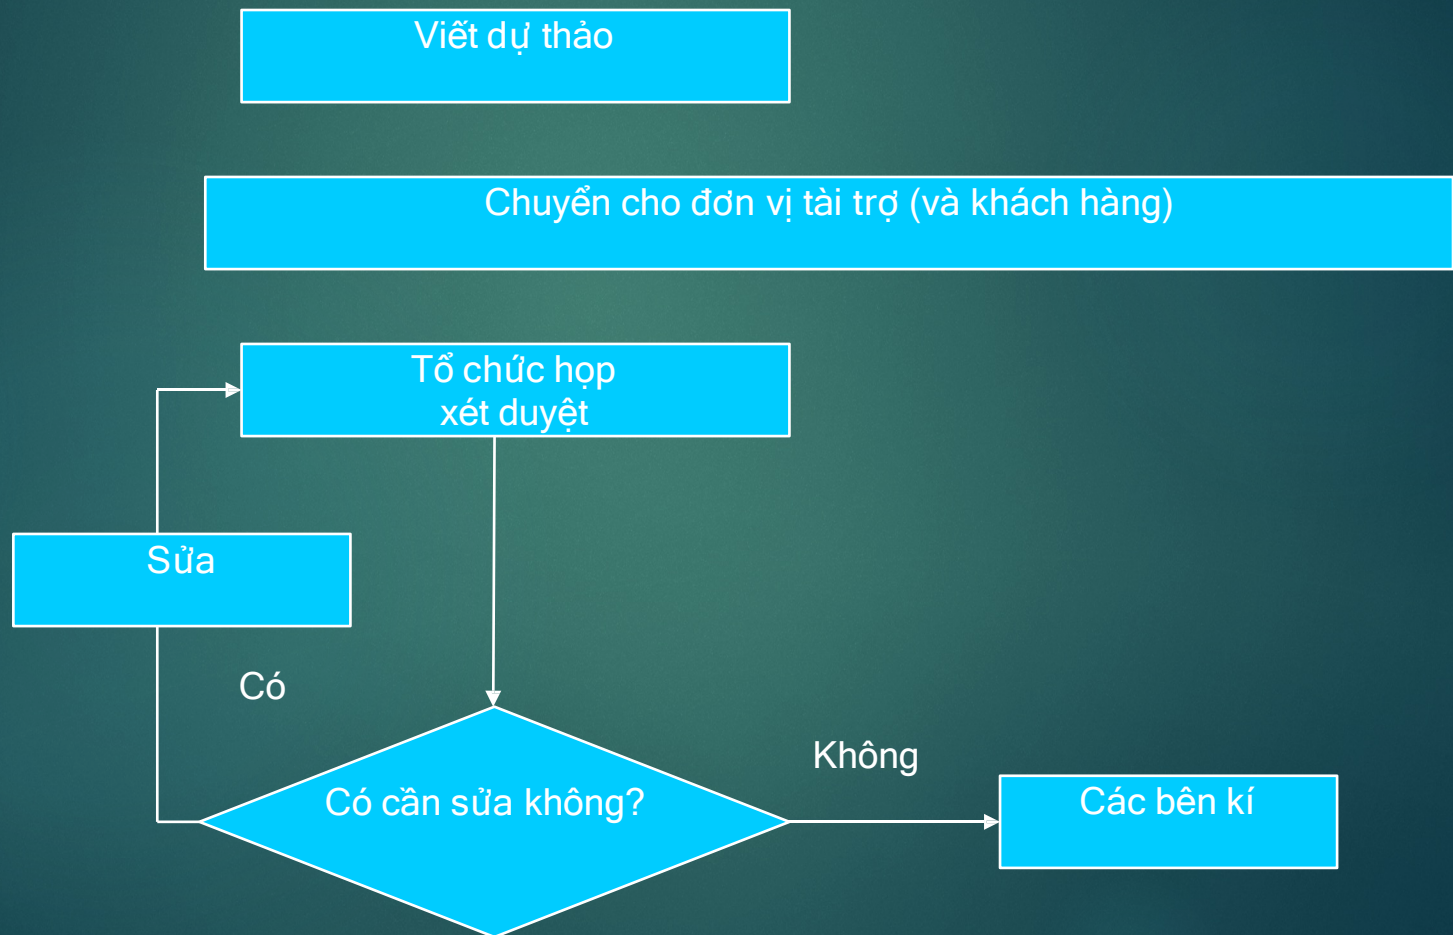 Viết dự thảo
Chuyển cho đơn vị tài trợ (và khách hàng)
Tổ chức họp
xét duyệt
Sửa
Có
Không
Có cần sửa không?
Các bên kí